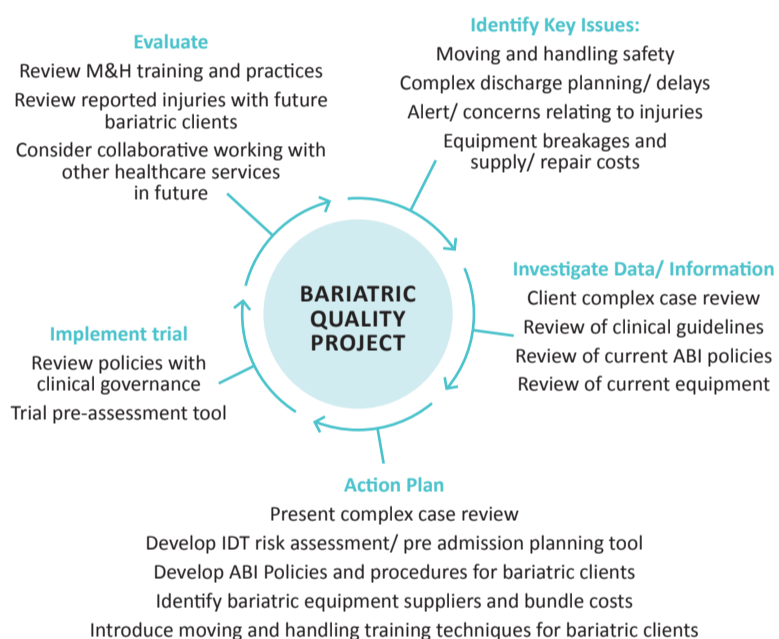 Identify Key Issues:
Moving and handling safety
Complex discharge planning/ delays
Alert/ concerns relating to injuries
Equipment breakages and
supply/ repair costs
Investigate Data/ Information
Client complex case review
Review of clinical guidelines
Review of current ABI policies
Review of current equipment
Action Plan
Present complex case review
Develop IDT risk assessment/ pre admission planning tool
Develop ABI Policies and procedures for bariatric clients
Identify bariatric equipment suppliers and bundle costs
Introduce moving and handling training techniques for bariatric clients
Implement trial
Review policies with
clinical governance
Trial pre-assessment tool
Evaluate
Review M&H training and practices
Review reported injuries with future
bariatric clients
Consider collaborative working with
other healthcare services
in future
BARIATRIC
QUALITY
PROJECT